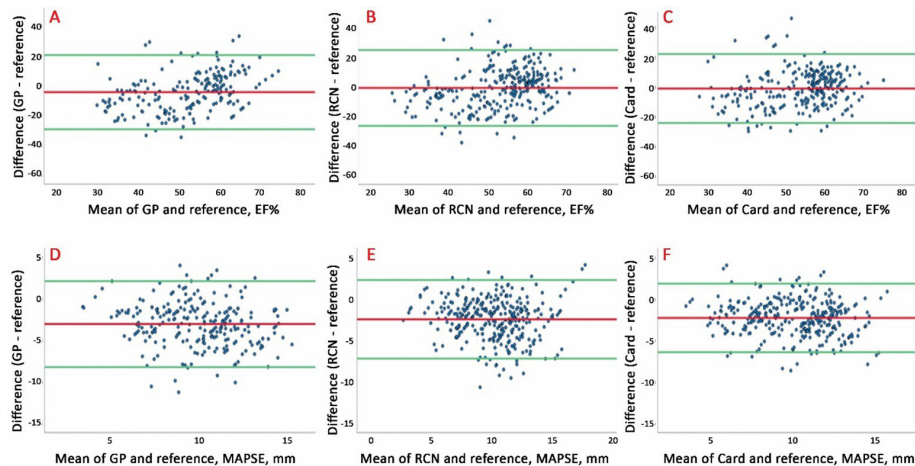 A
B
C
Difference (GP - reference)
40
20
0
-20
-40
-60
20 30 40 50 60 70 80
Mean of GP and reference, EF%
Difference (RCN - reference)
40
20
0
-20
-40
-60
20 30 40 50 60 70 80
Mean of RCN and reference, EF%
Difference (Card - reference)
40
20
0
-20
-40
-60
20 30 40 50 60 70 80
Mean of Card and reference, EF%
D
E
F
Difference (GP - reference)
5
0
-5
-10
-15
5 10 15
Mean of GP and reference, MAPSE, mm
Difference (RCN - reference)
5
0
-5
-10
-15
0 5 10 15 20
Mean of RCN and reference, MAPSE, mm
Difference (Card - reference)
5
0
-5
-10
-15
5 10 15
Mean of Card and reference, MAPSE, mm